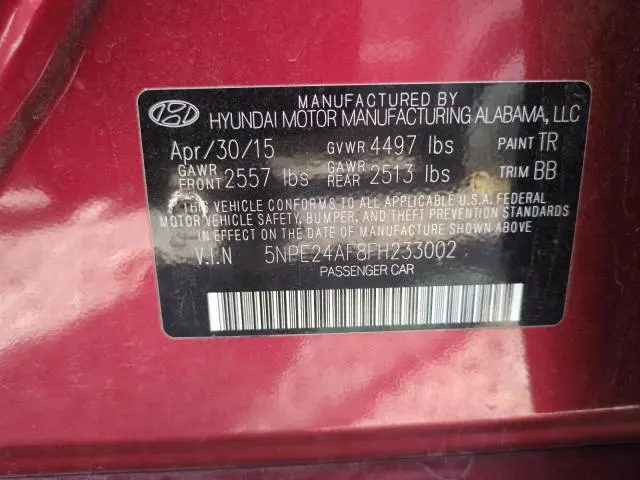 MANUFACTURED BY
HYUNDAI MOTOR MANUFACTURING ALABAMA, LLC
Apr/30/15 GVWR 4497 lbs PAINT TR
GAWR FRONT 2557 lbs GAWR REAR 2513 lbs TRIM BB
THIS VEHICLE CONFORMS TO ALL APPLICABLE U.S.A. FEDERAL
MOTOR VEHICLE SAFETY, BUMPER, AND THEFT PREVENTION
STANDARDS IN EFFECT ON THE DATE OF MANUFACTURE
SHOWN ABOVE
V.I.N 5NPE24AF8FH233002
PASSENGER CAR